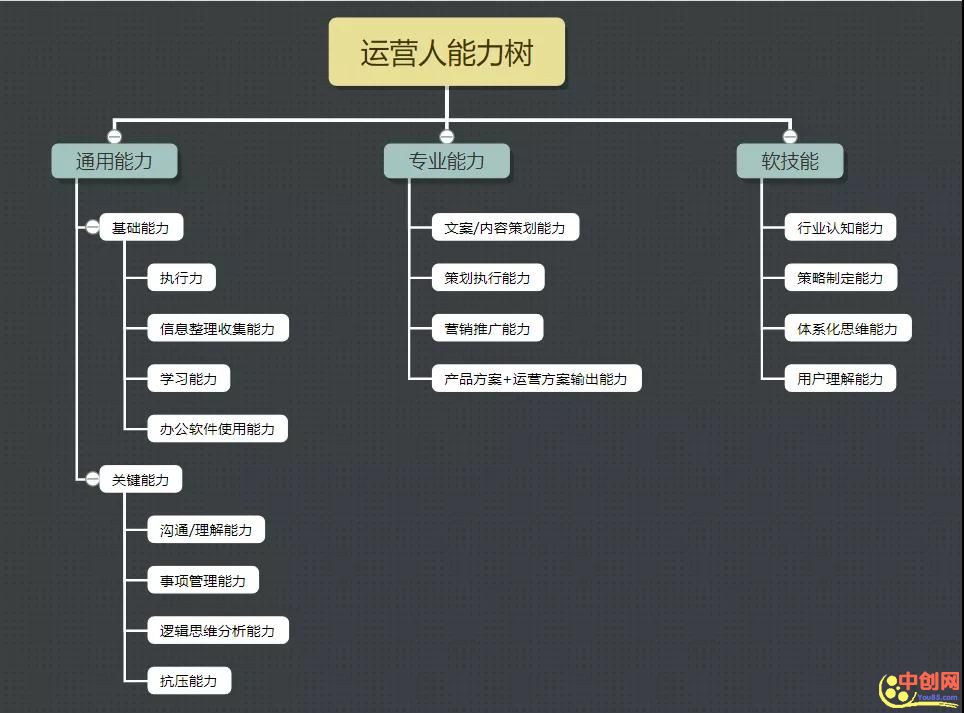 运营人能力树
通用能力
基础能力
执行力
信息整理收集能力
学习能力
办公软件使用能力
关键能力
沟通/理解能力
事项管理能力
逻辑思维分析能力
抗压能力
专业能力
文案/内容策划能力
策划执行能力
营销推广能力
产品方案+运营方案输出能力
软技能
行业认知能力
策略制定能力
体系化思维能力
用户理解能力
中创网
You85.com